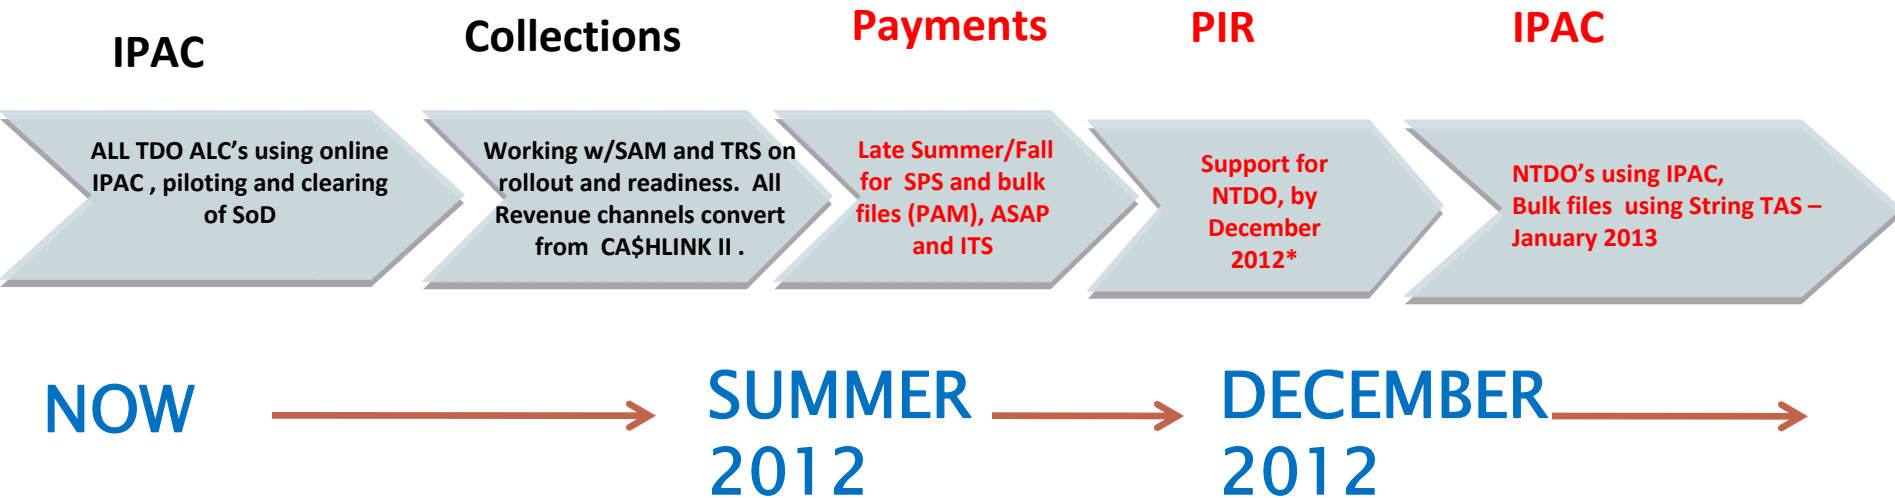 IPAC
Collections
Payments
PIR
IPAC
ALL TDO ALC’s using online
IPAC , piloting and clearing
of SoD
Working w/SAM and TRS on
rollout and readiness. All
Revenue channels convert
from CA$HLINK II .
Late Summer/Fall
for SPS and bulk
files (PAM), ASAP
and ITS
Support for
NTDO, by
December
2012*
NTDO’s using IPAC,
Bulk files using String TAS –
January 2013
NOW
SUMMER
2012
DECEMBER
2012